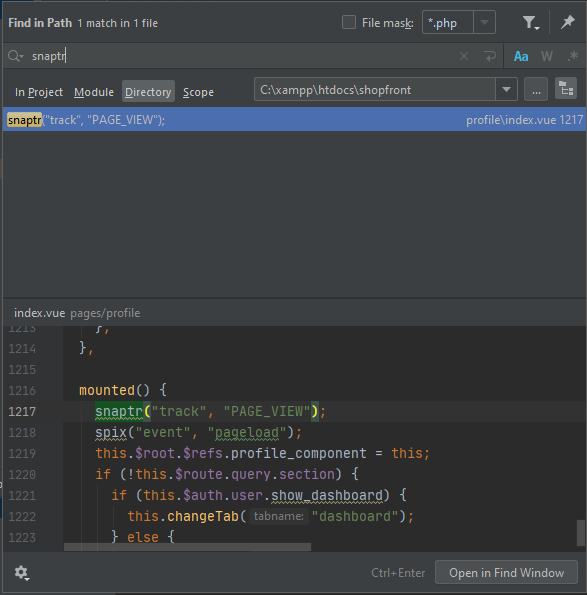 Find in Path 1 match in 1 file File mask: *.php
snaptr Aa W .*
In Project Module Directory Scope C:\xampp\htdocs\shopfront ...
snaptr("track", "PAGE_VIEW"); profile\index.vue 1217
index.vue pages/profile
1213 },
1214 },
1215
1216 mounted() {
1217 snaptr("track", "PAGE_VIEW");
1218 spix("event", "pageload");
1219 this.$root.$refs.profile_component = this;
1220 if (!this.$route.query.section) {
1221 if (this.$auth.user.show_dashboard) {
1222 this.changeTab( tabname: "dashboard");
1223 } else {
Ctrl+Enter Open in Find Window